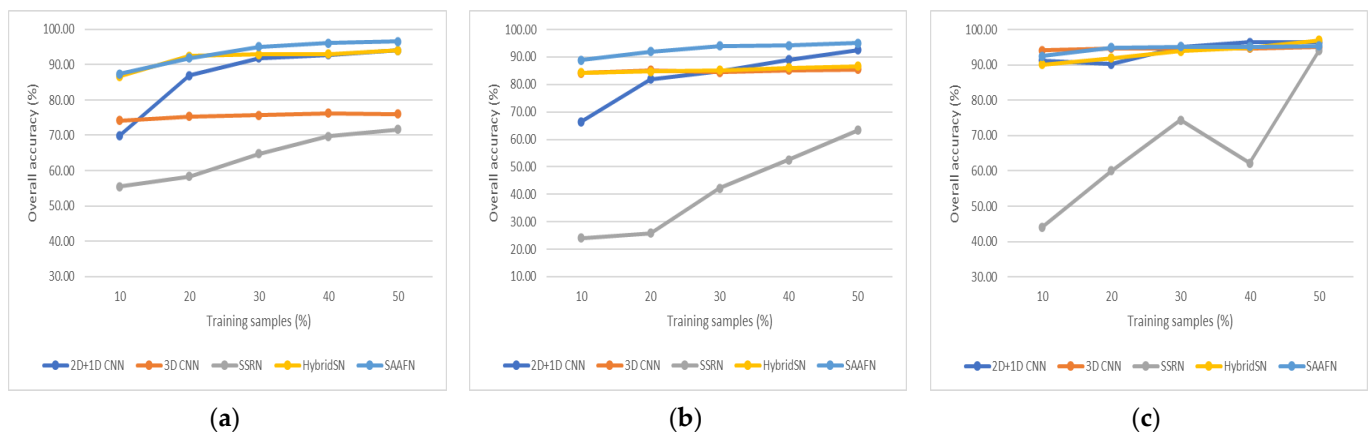 Overall accuracy (%)
100.00
90.00
80.00
70.00
60.00
50.00
40.00
30.00
10 20 30 40 50
Training samples (%)
2D+1D CNN 3D CNN SSRN HybridSN SAAFN
(a)
Overall accuracy (%)
100.00
90.00
80.00
70.00
60.00
50.00
40.00
30.00
20.00
10.00
10 20 30 40 50
Training samples (%)
2D+1D CNN 3D CNN SSRN HybridSN SAAFN
(b)
Overall accuracy (%)
100.00
90.00
80.00
70.00
60.00
50.00
40.00
30.00
10 20 30 40 50
Training samples (%)
2D+1D CNN 3D CNN SSRN HybridSN SAAFN
(c)